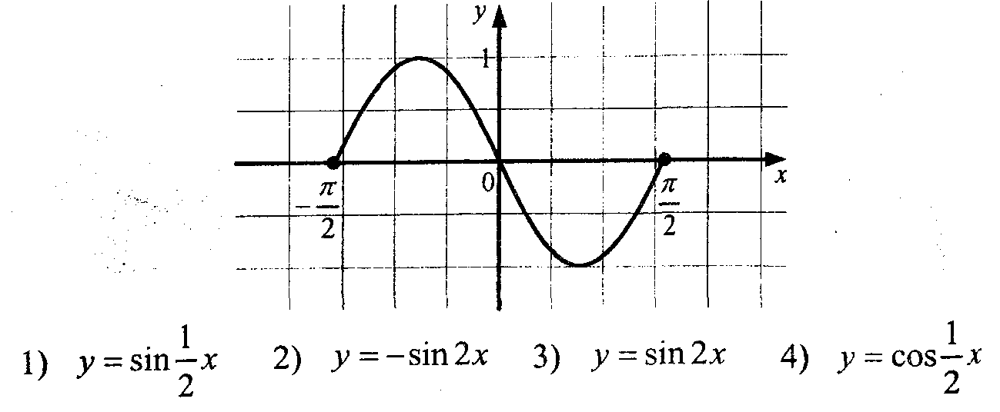 y
1
0
x
-π/2
π/2
1) y = sin 1/2 x 2) y = -sin 2x 3) y = sin 2x 4) y = cos 1/2 x